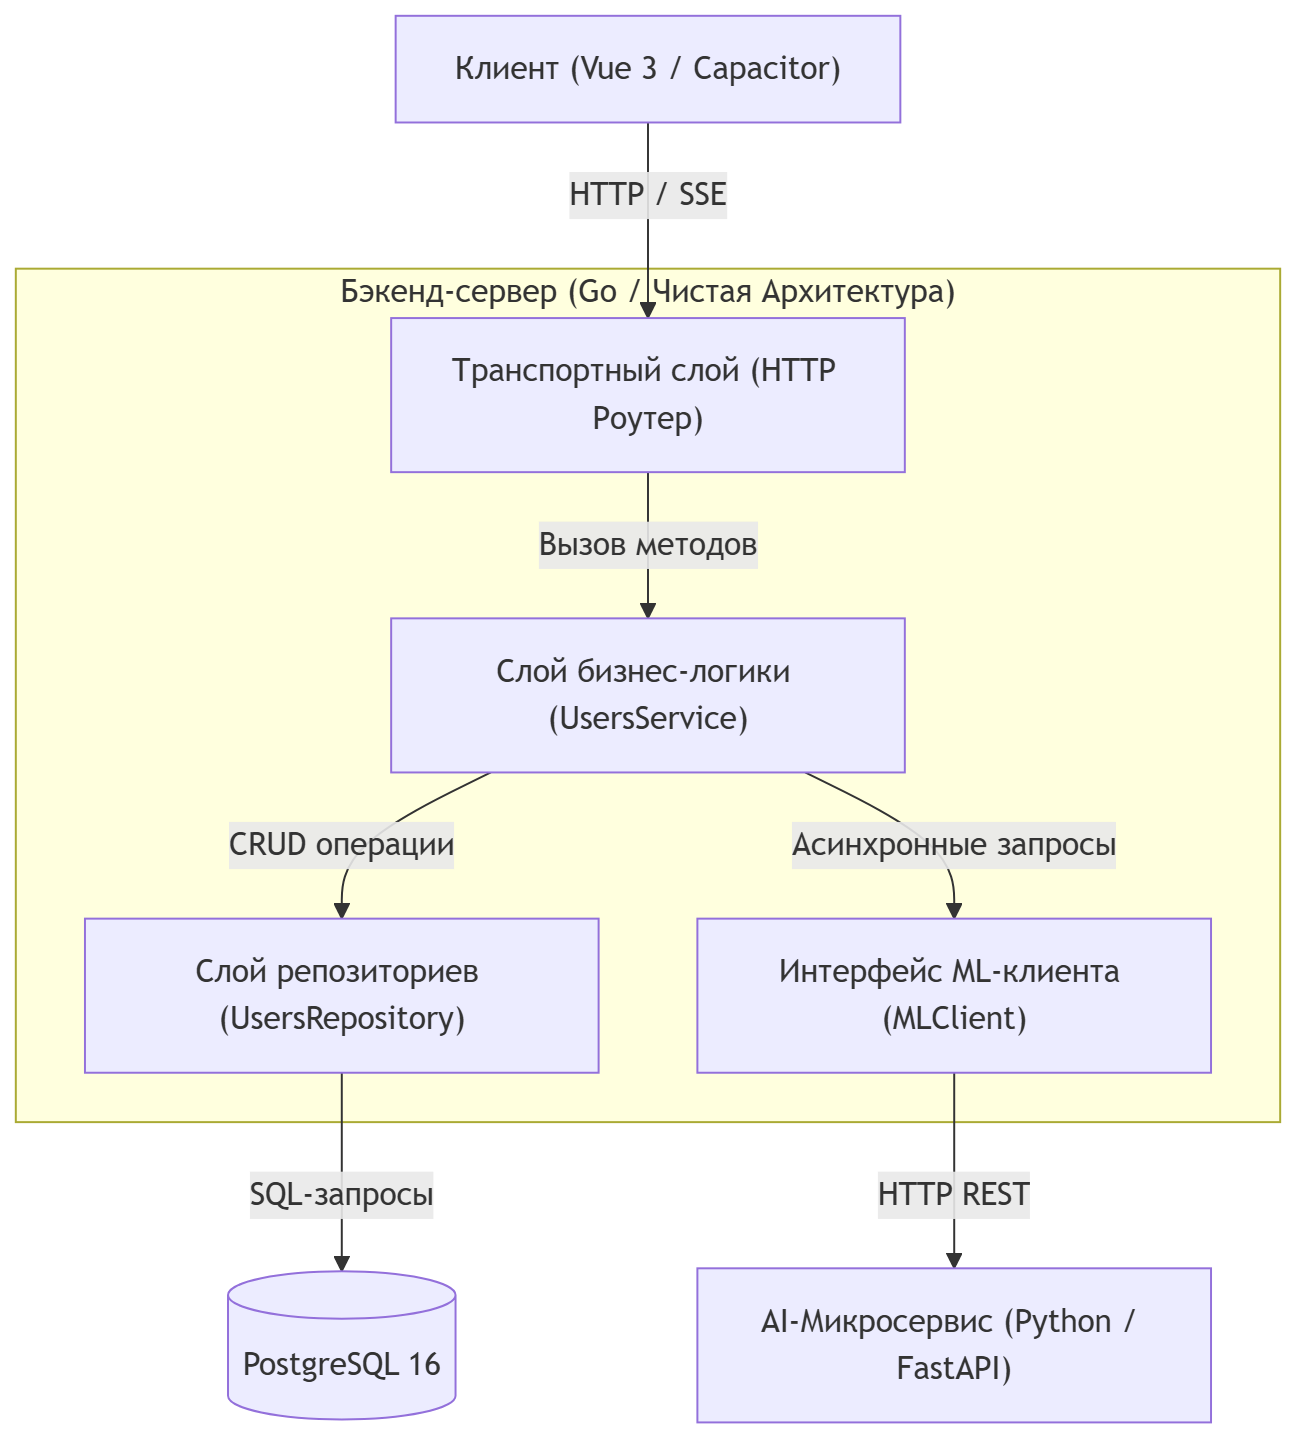 Клиент (Vue 3 / Capacitor)
HTTP / SSE
Бэкенд-сервер (Go / Чистая Архитектура)
Транспортный слой (HTTP
Роутер)
Вызов методов
Слой бизнес-логики
(UsersService)
CRUD операции
Асинхронные запросы
Слой репозиториев
(UsersRepository)
Интерфейс ML-клиента
(MLClient)
SQL-запросы
HTTP REST
PostgreSQL 16
AI-Микросервис (Python /
FastAPI)